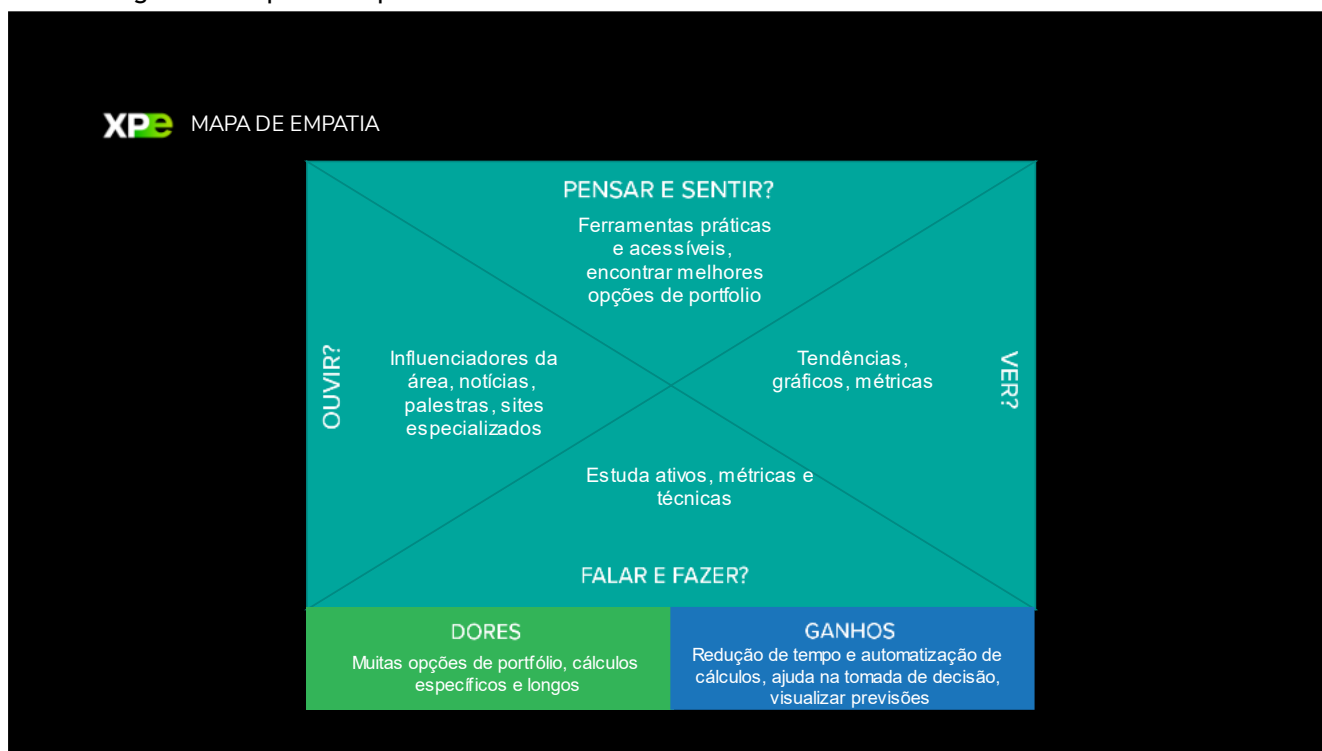 XPe MAPA DE EMPATIA
PENSAR E SENTIR?
Ferramentas práticas
e acessíveis,
encontrar melhores
opções de portfolio
OUVIR?
Influenciadores da
área, notícias,
palestras, sites
especializados
Tendências,
gráficos, métricas
VER?
Estuda ativos, métricas e
técnicas
FALAR E FAZER?
DORES
Muitas opções de portfólio, cálculos
específicos e longos
GANHOS
Redução de tempo e automatização de
cálculos, ajuda na tomada de decisão,
visualizar previsões